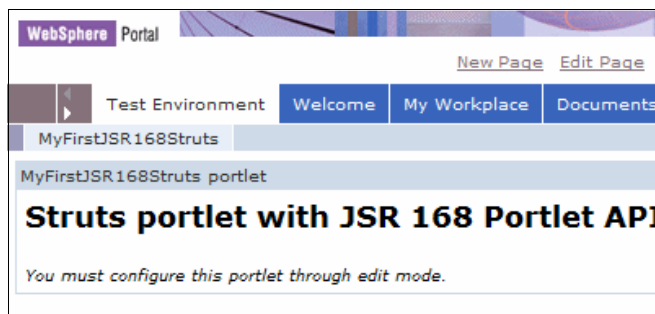 WebSphere Portal
New Page Edit Page
Test Environment Welcome My Workplace Documents
MyFirstJSR168Struts
MyFirstJSR168Struts portlet
Struts portlet with JSR 168 Portlet API
You must configure this portlet through edit mode.